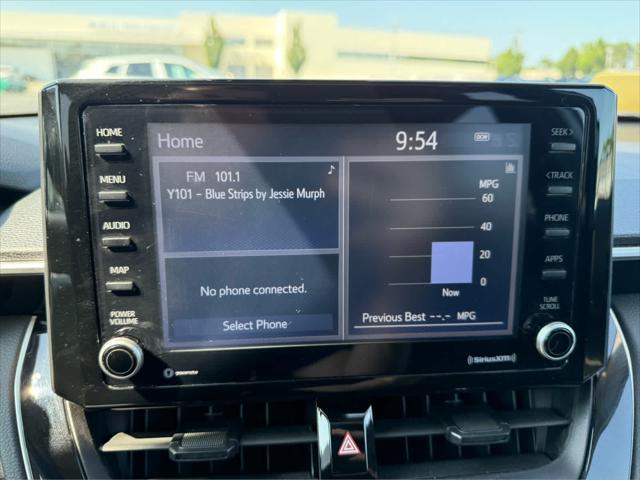 HOME
MENU
AUDIO
MAP
POWER
VOLUME
Home
9:54
DCM
FM 101.1
Y101 - Blue Strips by Jessie Murph
No phone connected.
Select Phone
MPG
60
40
20
0
Now
Previous Best --.- MPG
SEEK>
<TRACK
PHONE
APPS
TUNE
SCROLL
SiriusXM